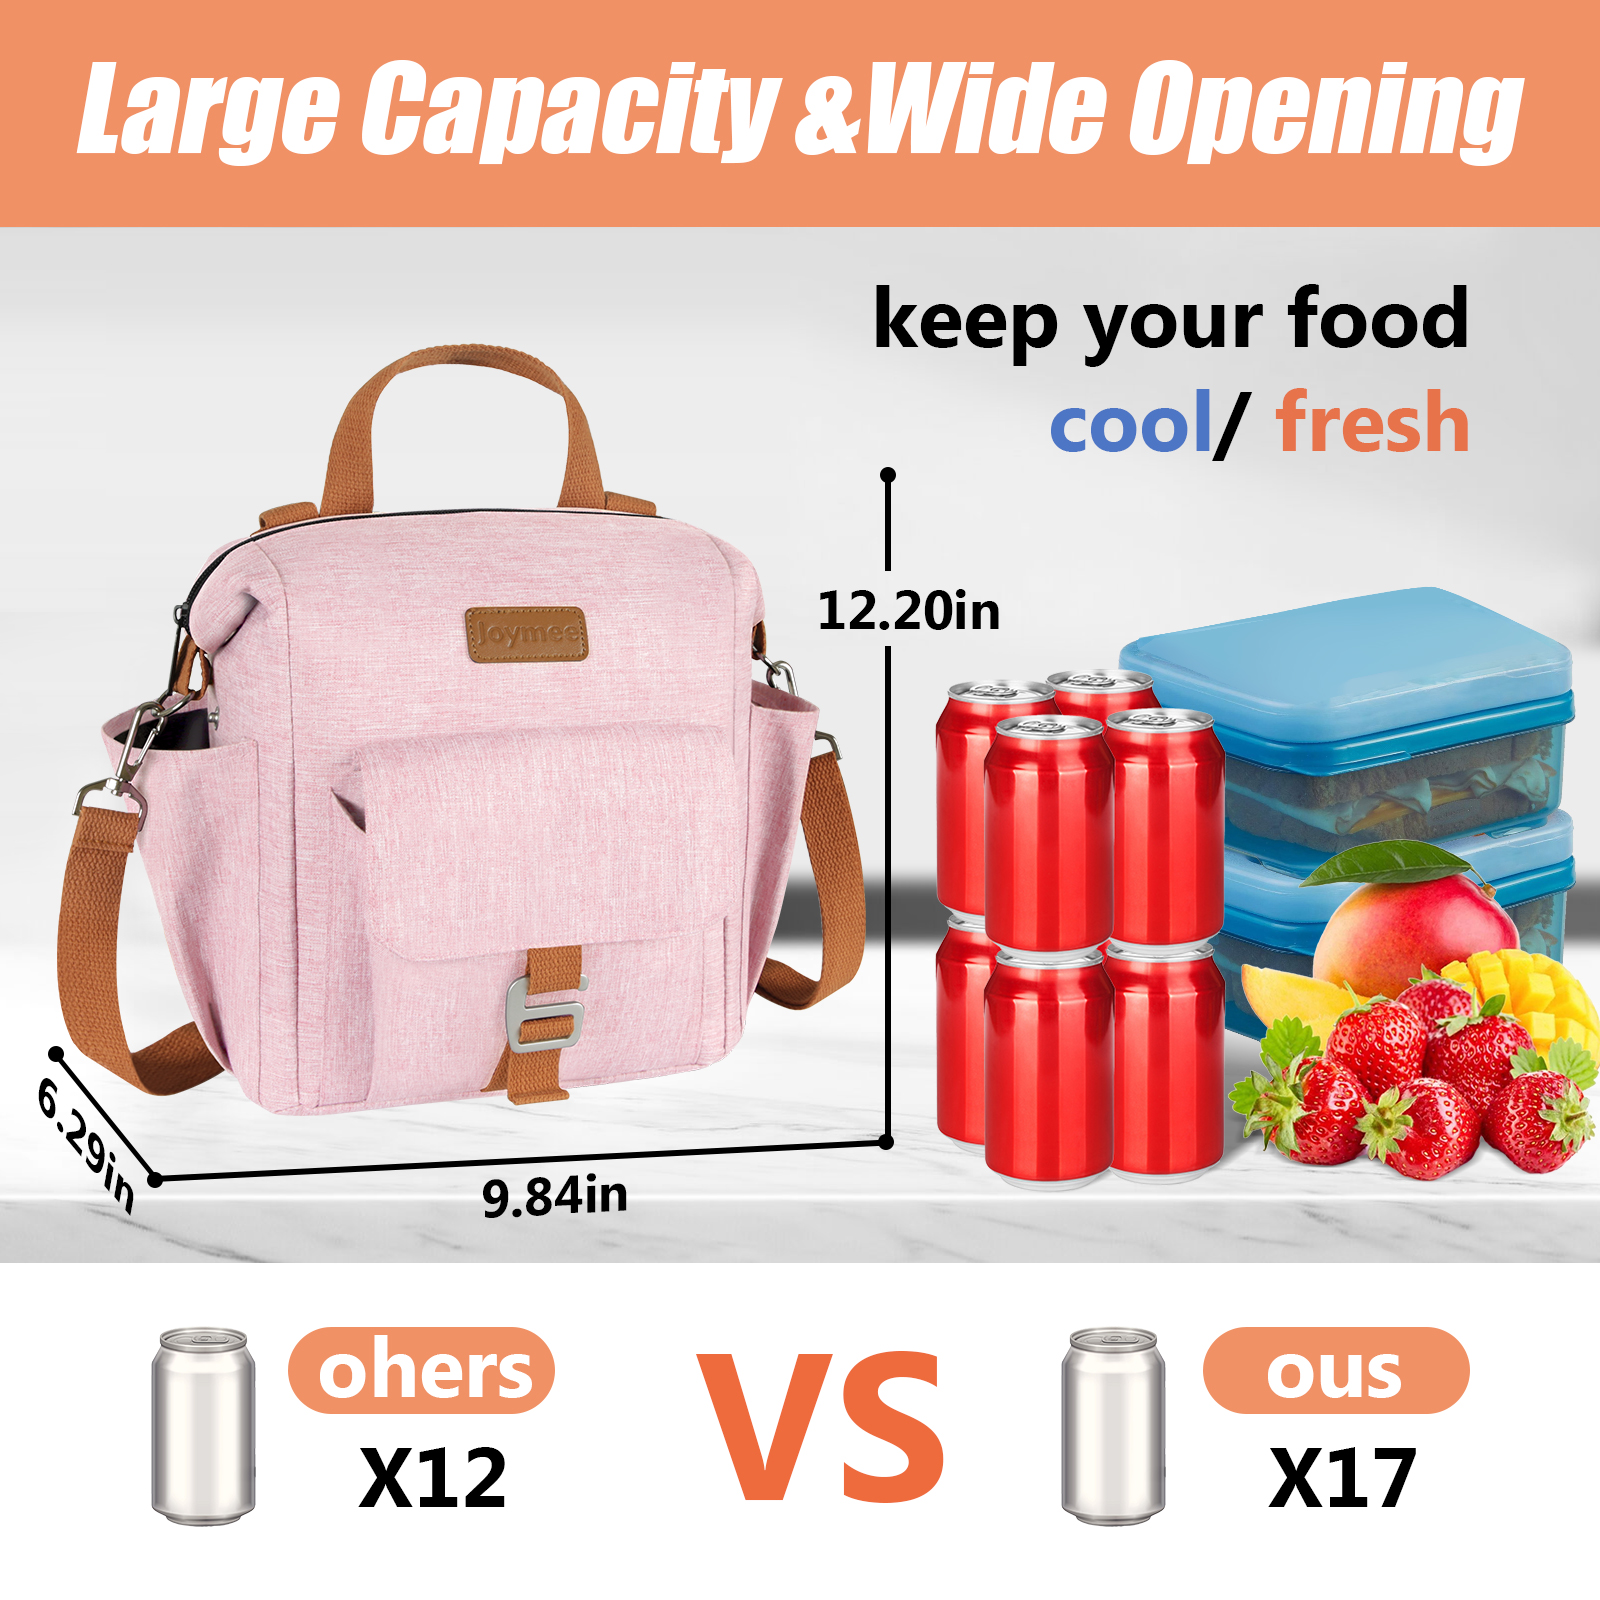 Large Capacity &Wide Opening
keep your food
cool/ fresh
12.20in
Joymee
6.29in
9.84in
ohers
X12
VS
ous
X17